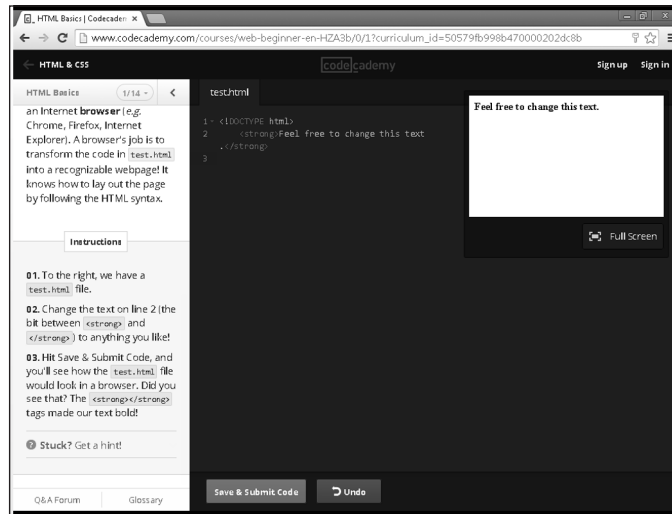 HTML Basics | Codecaden
www.codecademy.com/courses/web-beginner-en-HZA3b/0/1?curriculum_id=50579fb998b470000202dc8b
HTML & CSS
code cademy
Sign up Sign in
HTML Basics 1/14
an Internet browser (e.g.
Chrome, Firefox, Internet
Explorer). A browser's job is to
transform the code in test.html
into a recognizable webpage! It
knows how to lay out the page
by following the HTML syntax.
Instructions
01. To the right, we have a
test.html file.
02. Change the text on line 2 (the
bit between <strong> and
</strong>) to anything you like!
03. Hit Save & Submit Code, and
you'll see how the test.html file
would look in a browser. Did you
see that? The <strong></strong>
tags made our text bold!
Stuck? Get a hint!
Q&A Forum Glossary
test.html
1 <!DOCTYPE html>
2 <strong>Feel free to change this text
.</strong>
3
Save & Submit Code Undo
Feel free to change this text.
Full Screen